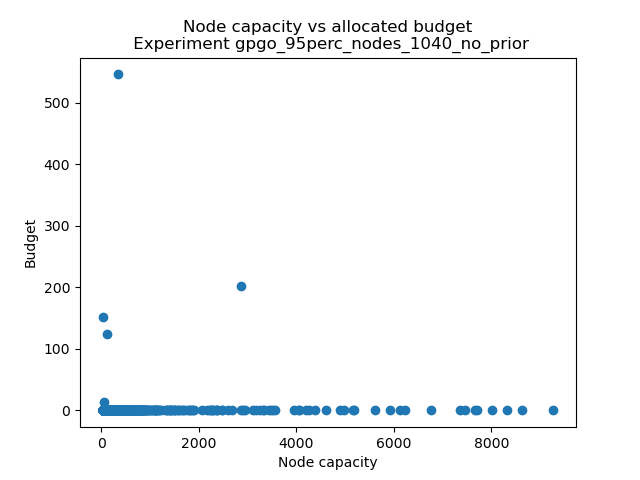 Node capacity vs allocated budget
Experiment gpgo_95perc_nodes_1040_no_prior
500
400
300
200
100
0
Budget
0 2000 4000 6000 8000
Node capacity